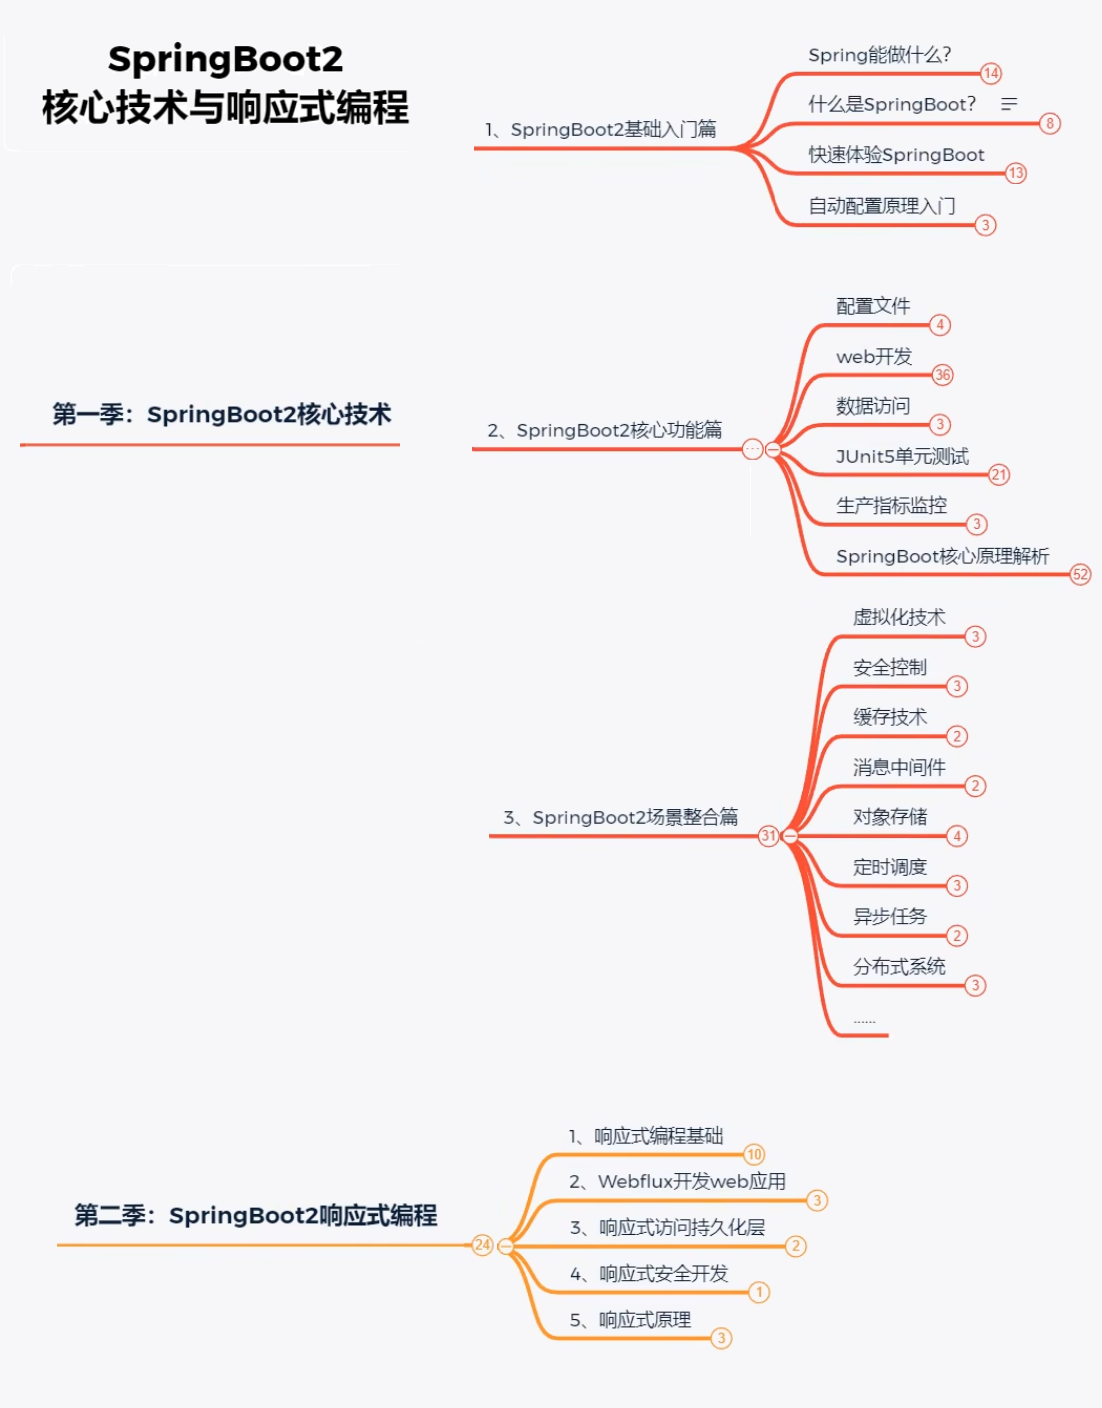 SpringBoot2
核心技术与响应式编程
1、SpringBoot2基础入门篇
Spring能做什么？
14
什么是SpringBoot？
8
快速体验SpringBoot
13
自动配置原理入门
3
第一季：SpringBoot2核心技术
2、SpringBoot2核心功能篇
...
配置文件
4
web开发
36
数据访问
3
JUnit5单元测试
21
生产指标监控
3
SpringBoot核心原理解析
52
3、SpringBoot2场景整合篇
31
虚拟化技术
3
安全控制
3
缓存技术
2
消息中间件
2
对象存储
4
定时调度
3
异步任务
2
分布式系统
3
......
第二季：SpringBoot2响应式编程
24
1、响应式编程基础
10
2、Webflux开发web应用
3
3、响应式访问持久化层
2
4、响应式安全开发
1
5、响应式原理
3